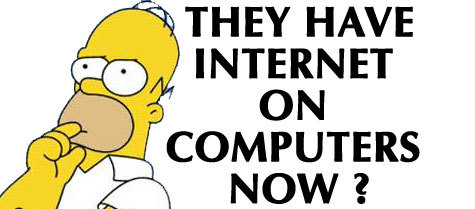 THEY HAVE
INTERNET
ON
COMPUTERS
NOW ?